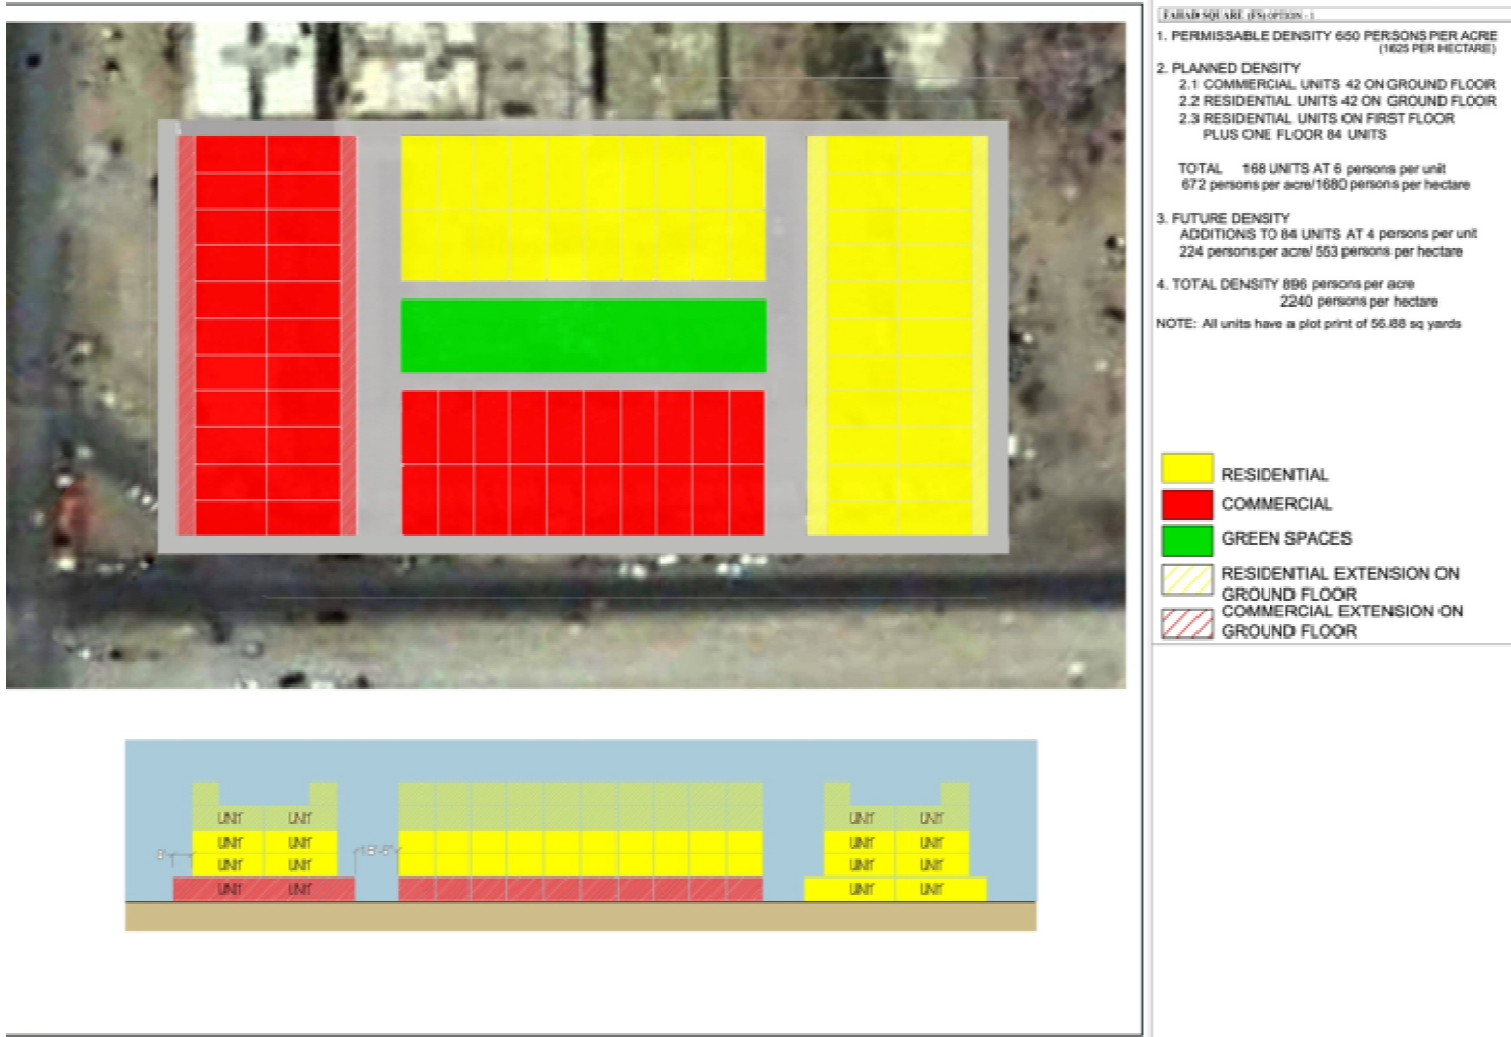 FAHAD SQUARE (FS) OPTION - 1
1. PERMISSABLE DENSITY 650 PERSONS PER ACRE
(1625 PER HECTARE)
2. PLANNED DENSITY
2.1 COMMERCIAL UNITS 42 ON GROUND FLOOR
2.2 RESIDENTIAL UNITS 42 ON GROUND FLOOR
2.3 RESIDENTIAL UNITS ON FIRST FLOOR
PLUS ONE FLOOR 84 UNITS
TOTAL 168 UNITS AT 6 persons per unit
672 persons per acre/1680 persons per hectare
3. FUTURE DENSITY
ADDITIONS TO 84 UNITS AT 4 persons per unit
224 persons per acre/ 553 persons per hectare
4. TOTAL DENSITY 896 persons per acre
2240 persons per hectare
NOTE: All units have a plot print of 56.88 sq yards
RESIDENTIAL
COMMERCIAL
GREEN SPACES
RESIDENTIAL EXTENSION ON
GROUND FLOOR
COMMERCIAL EXTENSION ON
GROUND FLOOR
UNIT UNIT UNIT UNIT
UNIT UNIT UNIT UNIT
UNIT UNIT UNIT UNIT
UNIT UNIT UNIT UNIT